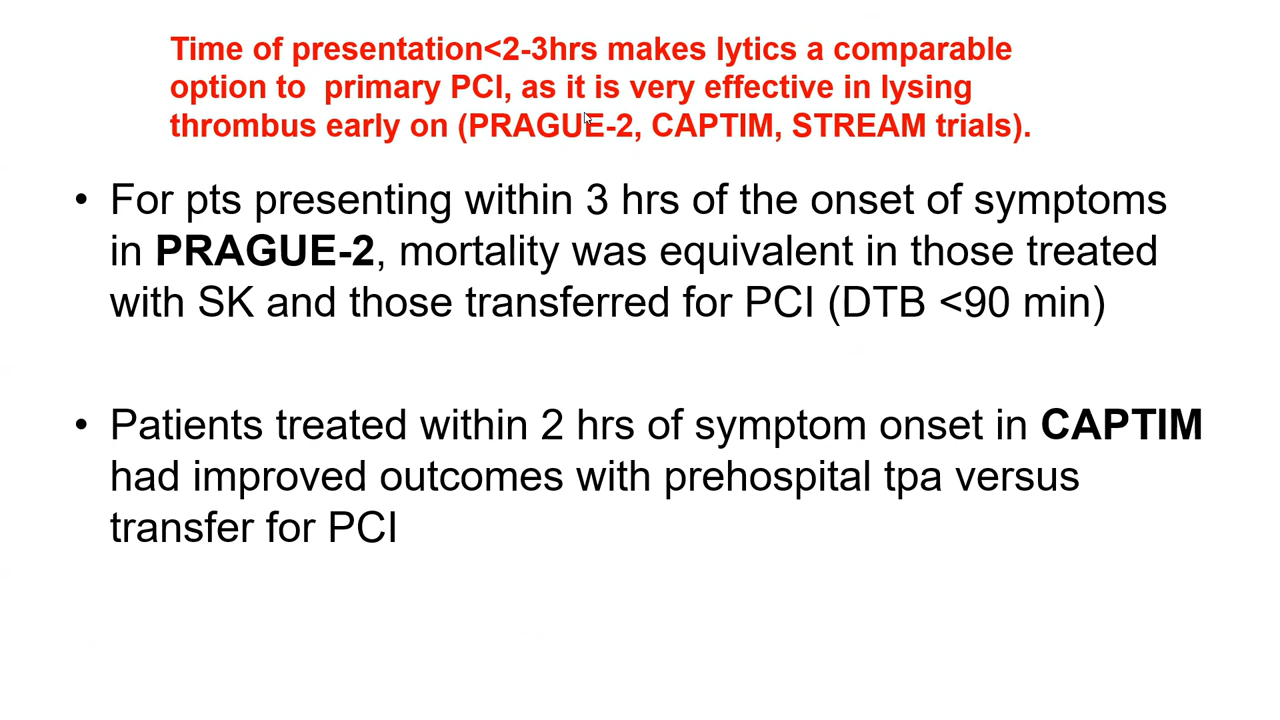 Time of presentation<2-3hrs makes lytics a comparable
option to  primary PCI, as it is very effective in lysing
thrombus early on (PRAGUE-2, CAPTIM, STREAM trials).
• For pts presenting within 3 hrs of the onset of symptoms
in PRAGUE-2, mortality was equivalent in those treated
with SK and those transferred for PCI (DTB <90 min)
• Patients treated within 2 hrs of symptom onset in CAPTIM
had improved outcomes with prehospital tpa versus
transfer for PCI